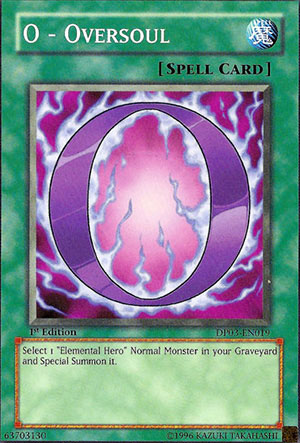 O - OVERSOUL
魔
[SPELL CARD]
1st Edition
DP03-EN019
Select 1 "Elemental Hero" Normal Monster in your Graveyard
and Special Summon it.
63703130
©1996 KAZUKI TAKAHASHI